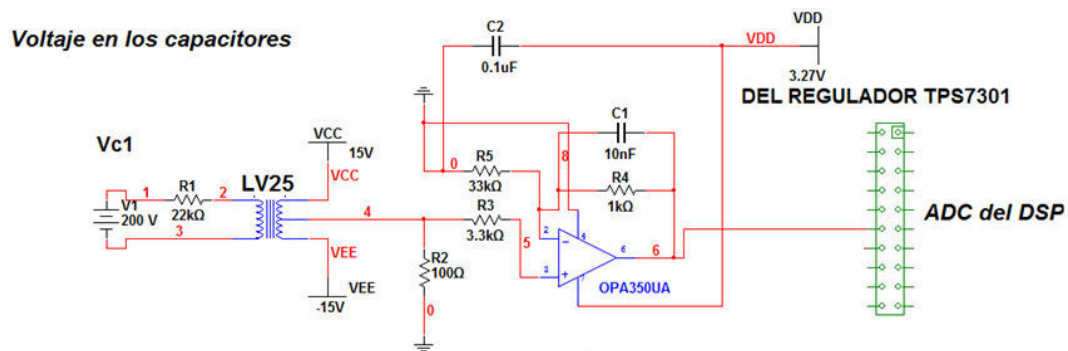 Voltaje en los capacitores
C2
0.1uF
VDD
VDD
3.27V
DEL REGULADOR TPS7301
Vc1
VCC
15V
VCC
LV25
1
R1
2
22kΩ
V1
200 V
3
4
VEE
VEE
-15V
R2
100Ω
0
0
R5
33kΩ
R3
3.3kΩ
5
8
C1
10nF
R4
1kΩ
2
3
4
6
7
6
OPA350UA
ADC del DSP